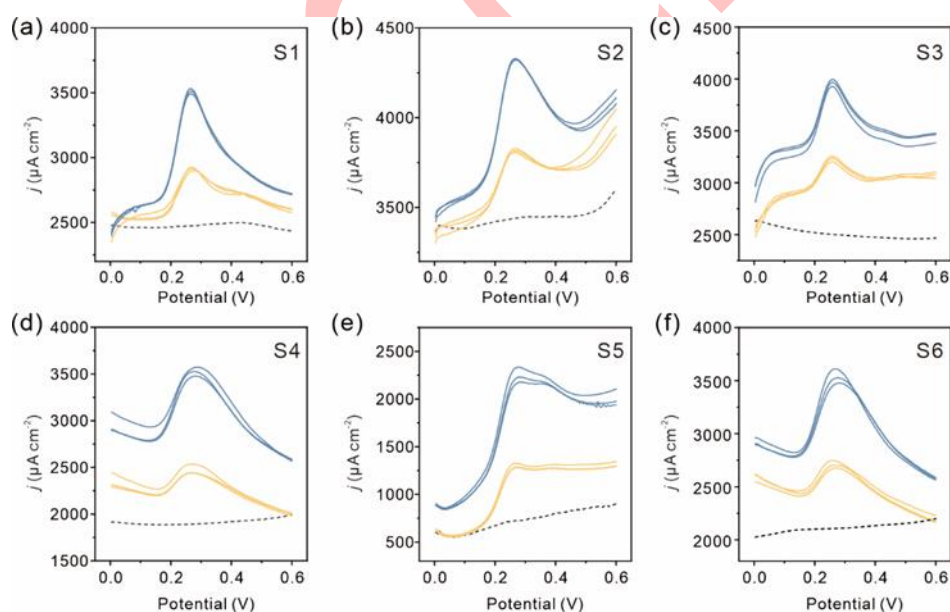 (a)
S1
4000
3500
3000
2500
j (μA cm⁻²)
0.0 0.2 0.4 0.6
Potential (V)
(b)
S2
4500
4000
3500
j (μA cm⁻²)
0.0 0.2 0.4 0.6
Potential (V)
(c)
S3
4500
4000
3500
3000
2500
j (μA cm⁻²)
0.0 0.2 0.4 0.6
Potential (V)
(d)
S4
4000
3500
3000
2500
2000
1500
j (μA cm⁻²)
0.0 0.2 0.4 0.6
Potential (V)
(e)
S5
2500
2000
1500
1000
500
j (μA cm⁻²)
0.0 0.2 0.4 0.6
Potential (V)
(f)
S6
4000
3500
3000
2500
2000
j (μA cm⁻²)
0.0 0.2 0.4 0.6
Potential (V)